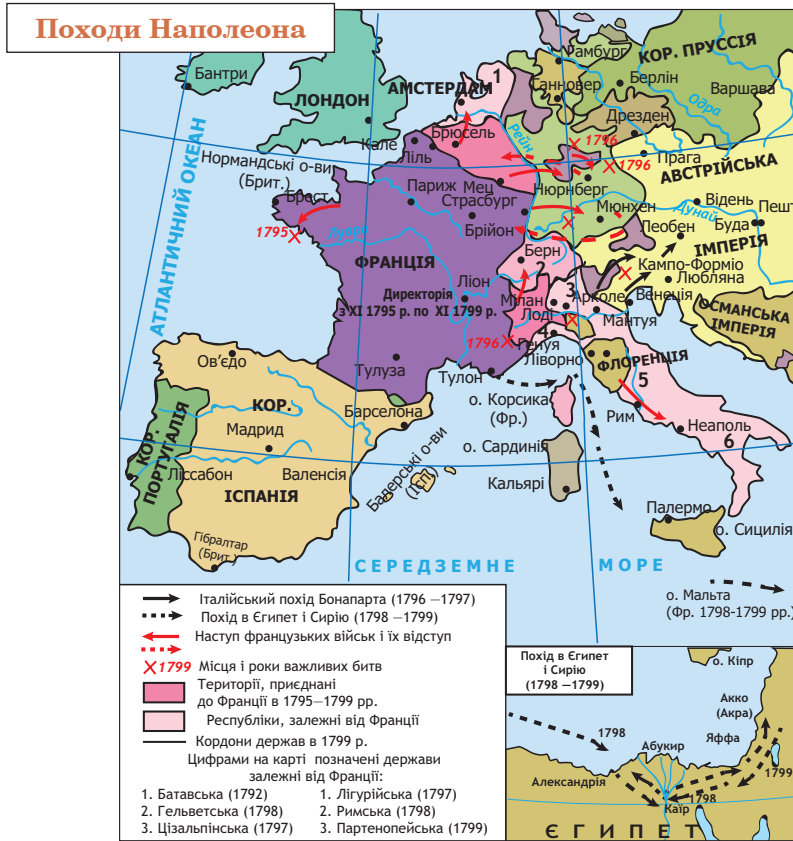 Походи Наполеона
Бантри
ЛОНДОН
АМСТЕРДАМ
1
Гамбург
КОР. ПРУССІЯ
Ганновер
Берлін
Варшава
Одра
Дрезден
АТЛАНТИЧНИЙ ОКЕАН
Кале
Брюсель
Рейн
1796
Нормандські о-ви
(Брит.)
Ліль
1796
Прага
АВСТРІЙСЬКА
Брест
Париж
Мец
Нюрнберг
Страсбург
Мюнхен
Відень
Дунай
Пешт
Буда
1795
Луара
Брійон
Леобен
ІМПЕРІЯ
ФРАНЦІЯ
Берн
2
Кампо-Форміо
Любляна
Ліон
Директорія
з XI 1795 р. по XI 1799 р.
3
Мілан
Арколе
Венеція
Лоді
Мантуя
ОСМАНСЬКА
ІМПЕРІЯ
1796
4
Генуя
Ліворно
ФЛОРЕНЦІЯ
Ов'єдо
Тулуза
Тулон
5
КОР.
Барселона
о. Корсика
(Фр.)
Рим
Неаполь
6
КОР.
ПОРТУГАЛІЯ
Мадрид
о. Сардинія
Ліссабон
Валенсія
Балерські о-ви
(Ісп.)
Кальярі
ІСПАНІЯ
Палермо
о. Сицилія
Гібралтар
(Брит.)
СЕРЕДЗЕМНЕ МОРЕ
о. Мальта
(Фр. 1798-1799 рр.)
Італійський похід Бонапарта (1796 –1797)
Похід в Єгипет і Сирію (1798 –1799)
Наступ французьких військ і їх відступ
1799 Місця і роки важливих битв
Території, приєднані
до Франції в 1795–1799 рр.
Республіки, залежні від Франції
Кордони держав в 1799 р.
Цифрами на карті позначені держави
залежні від Франції:
1. Батавська (1792)
2. Гельветська (1798)
3. Цізальпінська (1797)
1. Лігурійська (1797)
2. Римська (1798)
3. Партенопейська (1799)
Похід в Єгипет
і Сирію
(1798 –1799)
о. Кіпр
Акко
(Акра)
1798
Яффа
Абукир
1799
Александрія
1798
Каїр
ЄГИПЕТ